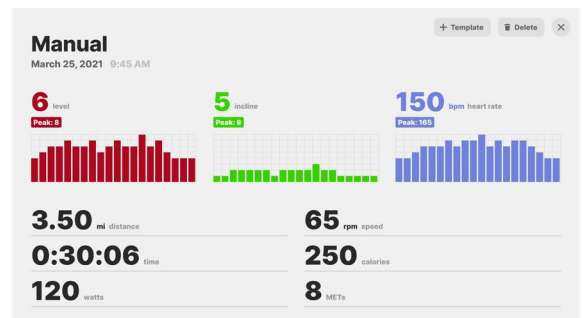 + Template
Delete
×
Manual
March 25, 2021 9:45 AM
6 level
Peak: 8
5 incline
Peak: 9
150 bpm heart rate
Peak: 165
3.50 mi distance
65 rpm speed
0:30:06 time
250 calories
120 watts
8 METs